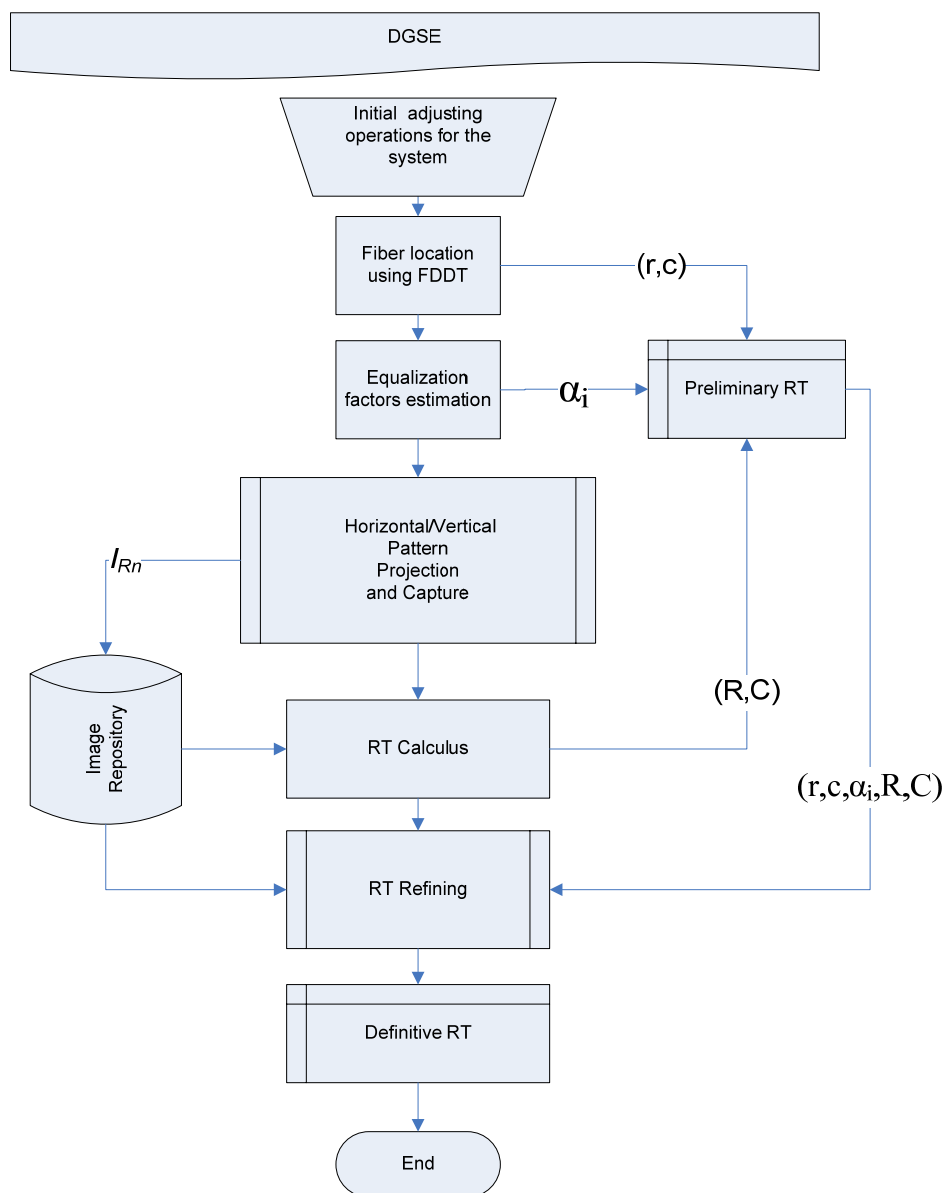 DGSE
Initial adjusting
operations for the
system
Fiber location
using FDDT
(r,c)
Equalization
factors estimation
αi
Preliminary RT
Horizontal/Vertical
Pattern
Projection
and Capture
IRn
Image
Repository
RT Calculus
(R,C)
(r,c,αi,R,C)
RT Refining
Definitive RT
End